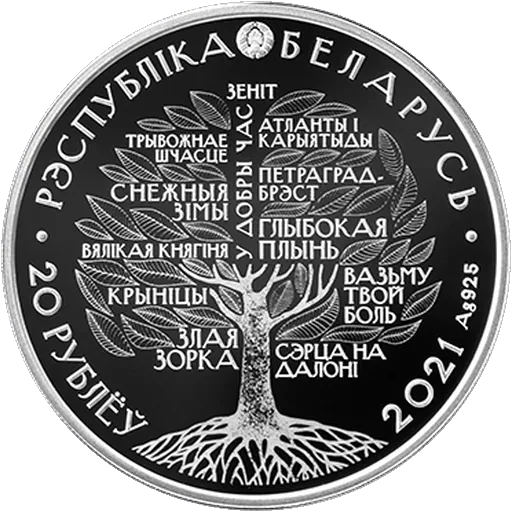 РЭСПУБЛІКА БЕЛАРУСЬ
ЗЕНІТ
У ДОБРЫ ЧАС
ТРЫВОЖНАЕ
ШЧАСЦЕ
АТЛАНТЫ І
КАРЫЯТЫДЫ
СНЕЖНЫЯ
ЗІМЫ
ПЕТРАГРАД-
БРЭСТ
ВЯЛІКАЯ КНЯГІНЯ
ГЛЫБОКАЯ
ПЛЫНЬ
КРЫНІЦЫ
ВАЗЬМУ
ТВОЙ
БОЛЬ
ЗЛАЯ
ЗОРКА
СЭРЦА НА
ДАЛОНІ
20 РУБЛЁЎ
2021
Ag925